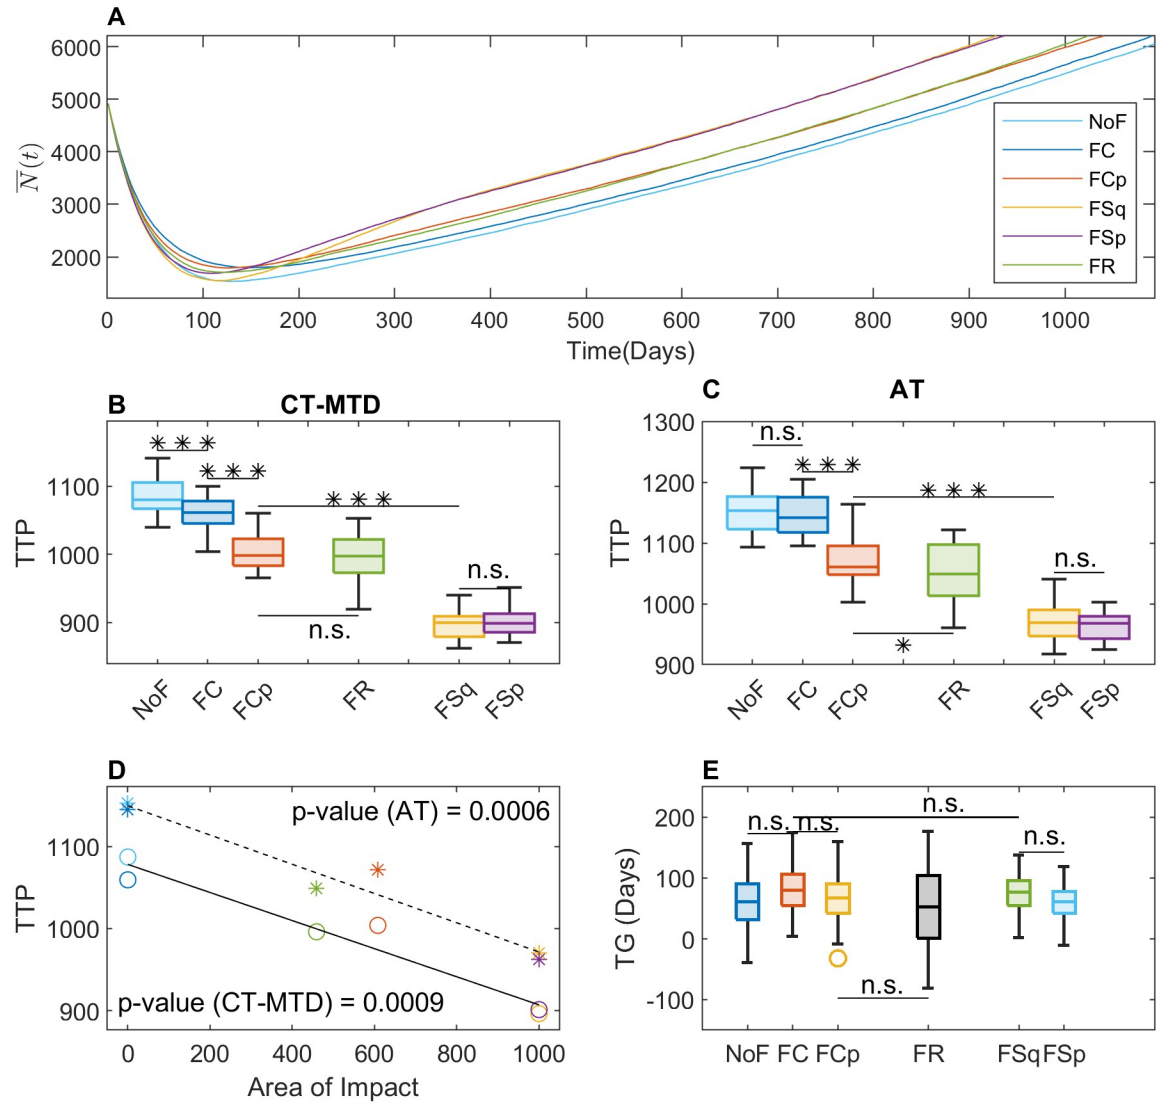 A
6000
5000
4000
3000
2000
N(t)
0 100 200 300 400 500 600 700 800 900 1000
Time(Days)
NoF
FC
FCp
FSq
FSp
FR
B CT-MTD
1100
1000
900
TTP
n.s.
n.s.
NoF FC FCp FR FSq FSp
C AT
1300
1200
1100
1000
900
TTP
n.s.
n.s.
NoF FC FCp FR FSq FSp
D
1100
1000
900
TTP
p-value (AT) = 0.0006
p-value (CT-MTD) = 0.0009
0 200 400 600 800 1000
Area of Impact
E
200
100
0
-100
TG (Days)
n.s.
n.s. n.s.
n.s.
n.s.
NoF FC FCp FR FSq FSp